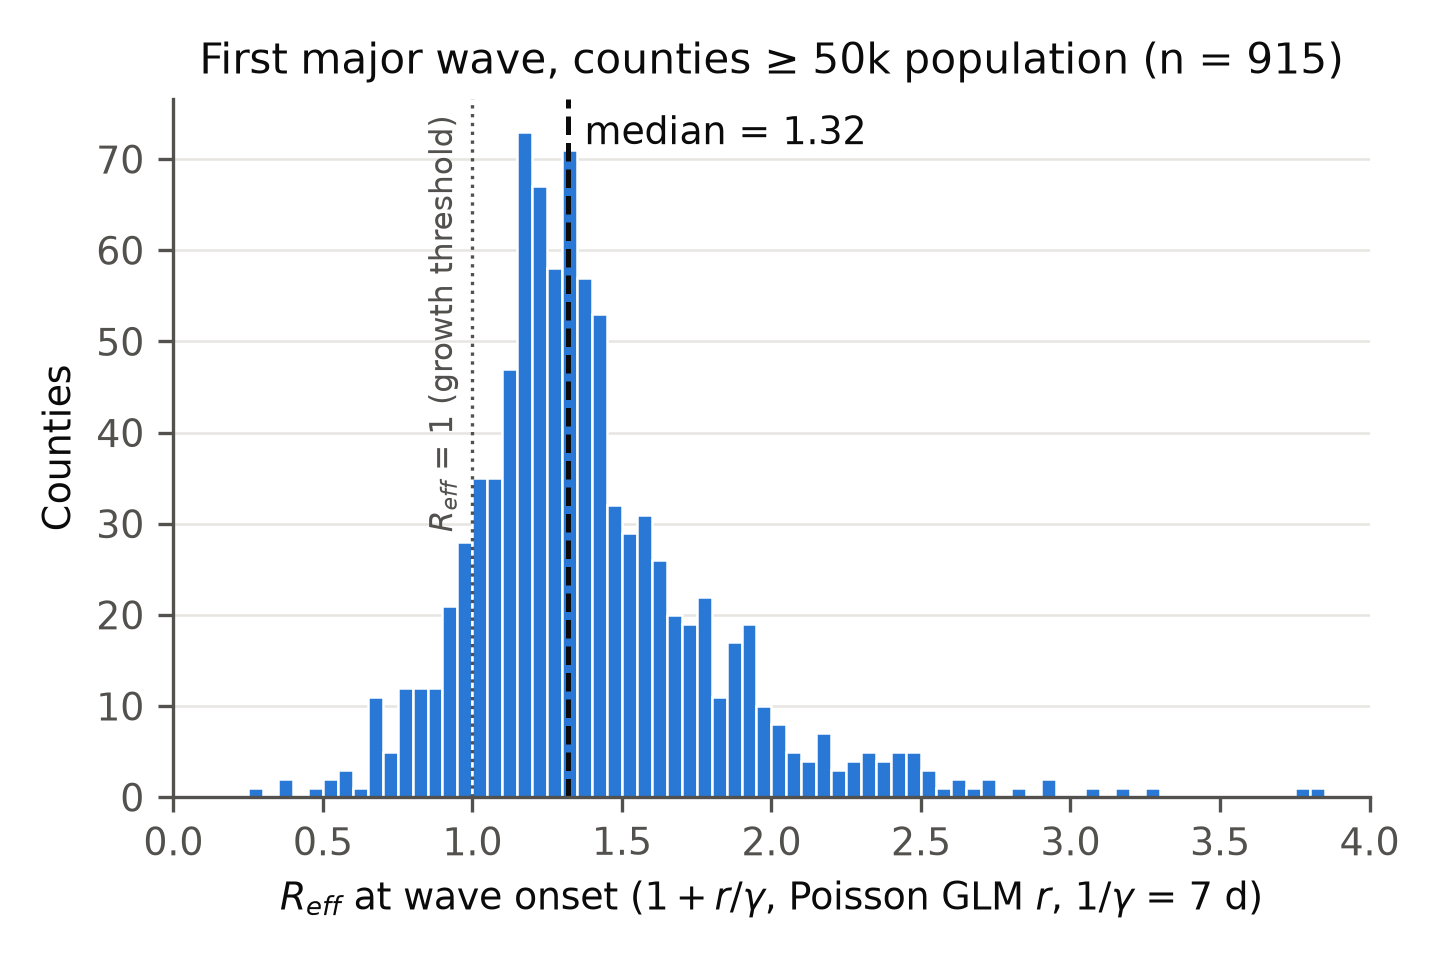 First major wave, counties ≥ 50k population (n = 915)
median = 1.32
R_eff = 1 (growth threshold)
Counties
70
60
50
40
30
20
10
0
0.0 0.5 1.0 1.5 2.0 2.5 3.0 3.5 4.0
R_eff at wave onset (1 + r/γ, Poisson GLM r, 1/γ = 7 d)